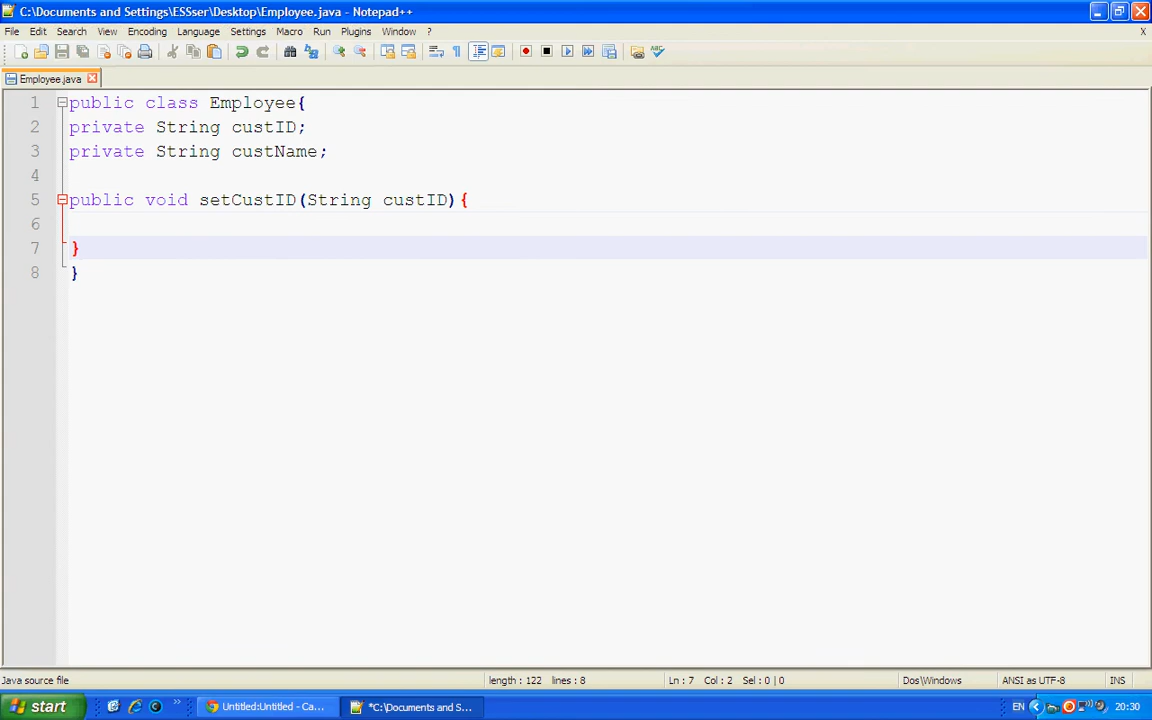 C:\Documents and Settings\ESSser\Desktop\Employee.java - Notepad++
File Edit Search View Encoding Language Settings Macro Run Plugins Window ? X
Employee.java
1 public class Employee{
2 private String custID;
3 private String custName;
4
5 public void setCustID(String custID){
6
7 }
8 }
Java source file length : 122 lines : 8 Ln : 7 Col : 2 Sel : 0 | 0 Dos\Windows ANSI as UTF-8 INS
start Untitled:Untitled - Ca... *C:\Documents and S... EN 20:30